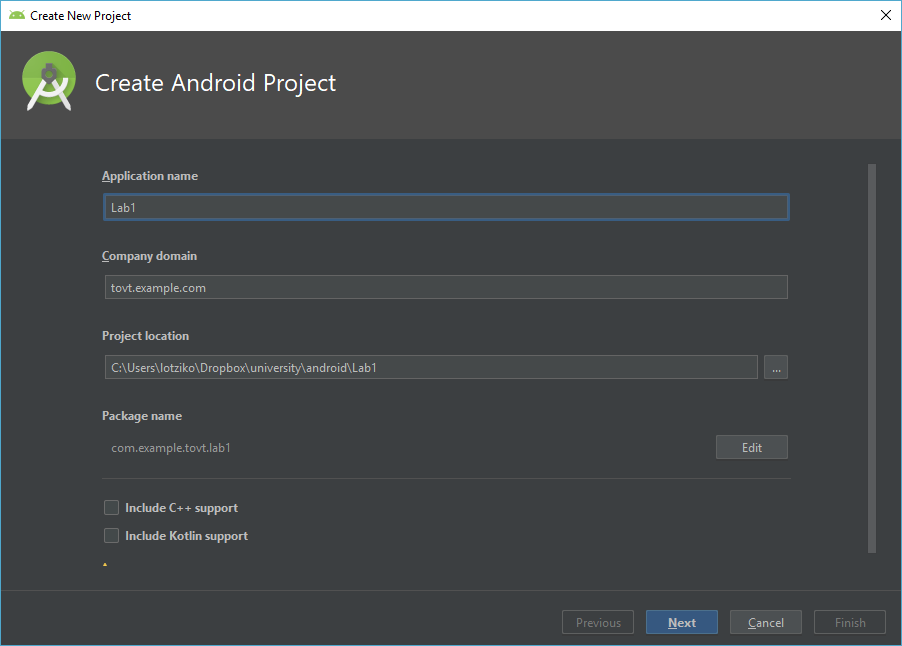 Create New Project
Create Android Project
Application name
Lab1
Company domain
tovt.example.com
Project location
C:\Users\lotziko\Dropbox\university\android\Lab1
...
Package name
com.example.tovt.lab1
Edit
Include C++ support
Include Kotlin support
Previous
Next
Cancel
Finish